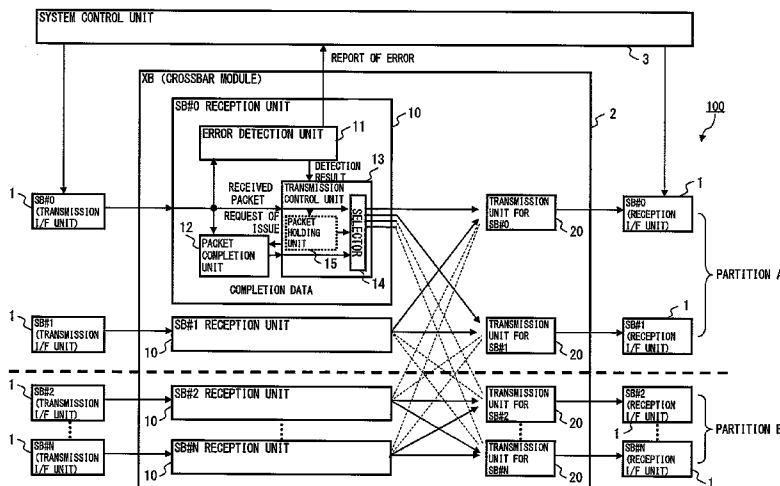 SYSTEM CONTROL UNIT
3
REPORT OF ERROR
XB (CROSSBAR MODULE)
2
100
SB#0 RECEPTION UNIT
10
ERROR DETECTION UNIT
11
DETECTION
RESULT
13
1
SB#0
(TRANSMISSION
I/F UNIT)
RECEIVED
PACKET
TRANSMISSION
CONTROL UNIT
REQUEST OF
ISSUE
PACKET
HOLDING
UNIT
15
SELECTOR
14
12
PACKET
COMPLETION
UNIT
COMPLETION DATA
TRANSMISSION
UNIT FOR
SB#0
20
1
SB#0
(RECEPTION
I/F UNIT)
PARTITION A
1
SB#1
(TRANSMISSION
I/F UNIT)
SB#1 RECEPTION UNIT
10
TRANSMISSION
UNIT FOR
SB#1
20
1
SB#1
(RECEPTION
I/F UNIT)
1
SB#2
(TRANSMISSION
I/F UNIT)
SB#2 RECEPTION UNIT
10
TRANSMISSION
UNIT FOR
SB#2
20
SB#2
(RECEPTION
I/F UNIT)
1
PARTITION B
1
SB#N
(TRANSMISSION
I/F UNIT)
SB#N RECEPTION UNIT
10
TRANSMISSION
UNIT FOR
SB#N
20
SB#N
(RECEPTION
I/F UNIT)
1